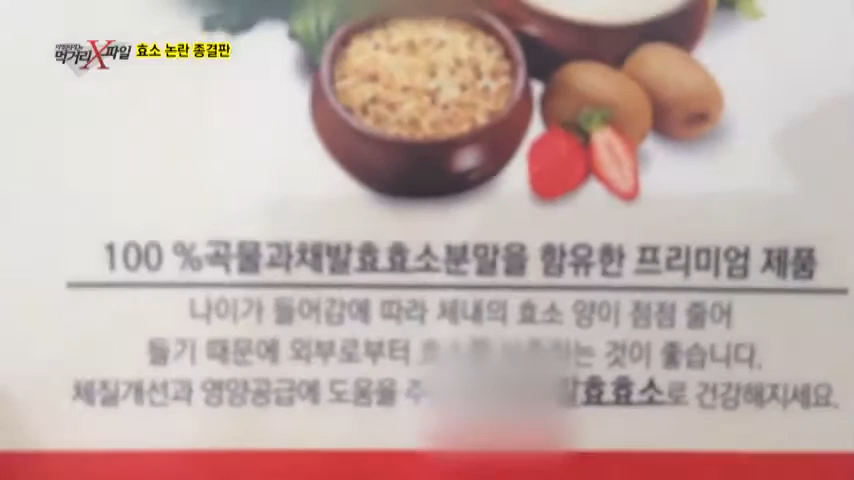 먹거리X파일 효소 논란 종결판
100 %곡물과채발효효소분말을 함유한 프리미엄 제품
나이가 들어감에 따라 체내의 효소 양이 점점 줄어
들기 때문에 외부로부터 는 것이 좋습니다.
체질개선과 영양공급에 도움을 주 효효소로 건강해지세요.